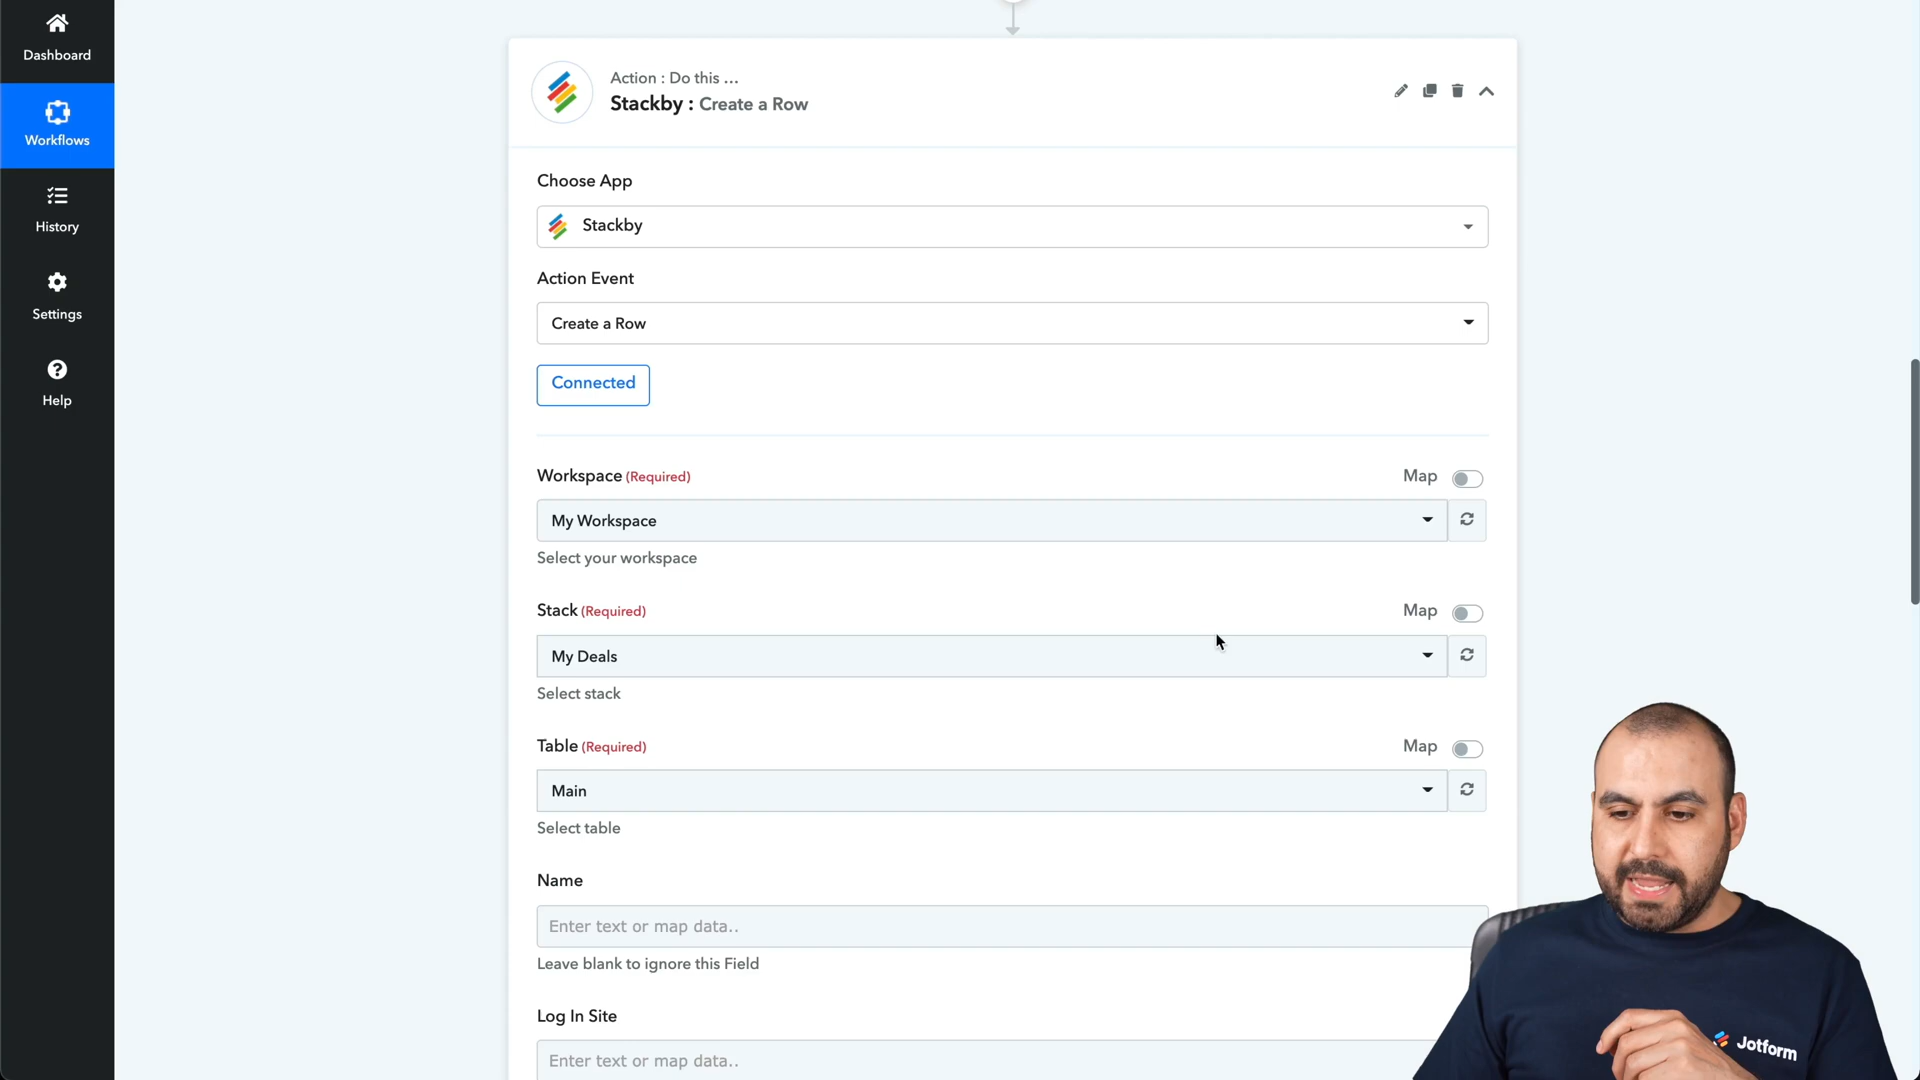 Dashboard
Workflows
History
Settings
Help
Action : Do this ...
Stackby : Create a Row
Choose App
Stackby
Action Event
Create a Row
Connected
Workspace (Required)
Map
My Workspace
Select your workspace
Stack (Required)
Map
My Deals
Select stack
Table (Required)
Map
Main
Select table
Name
Enter text or map data..
Leave blank to ignore this Field
Log In Site
Enter text or map data..
Jotform